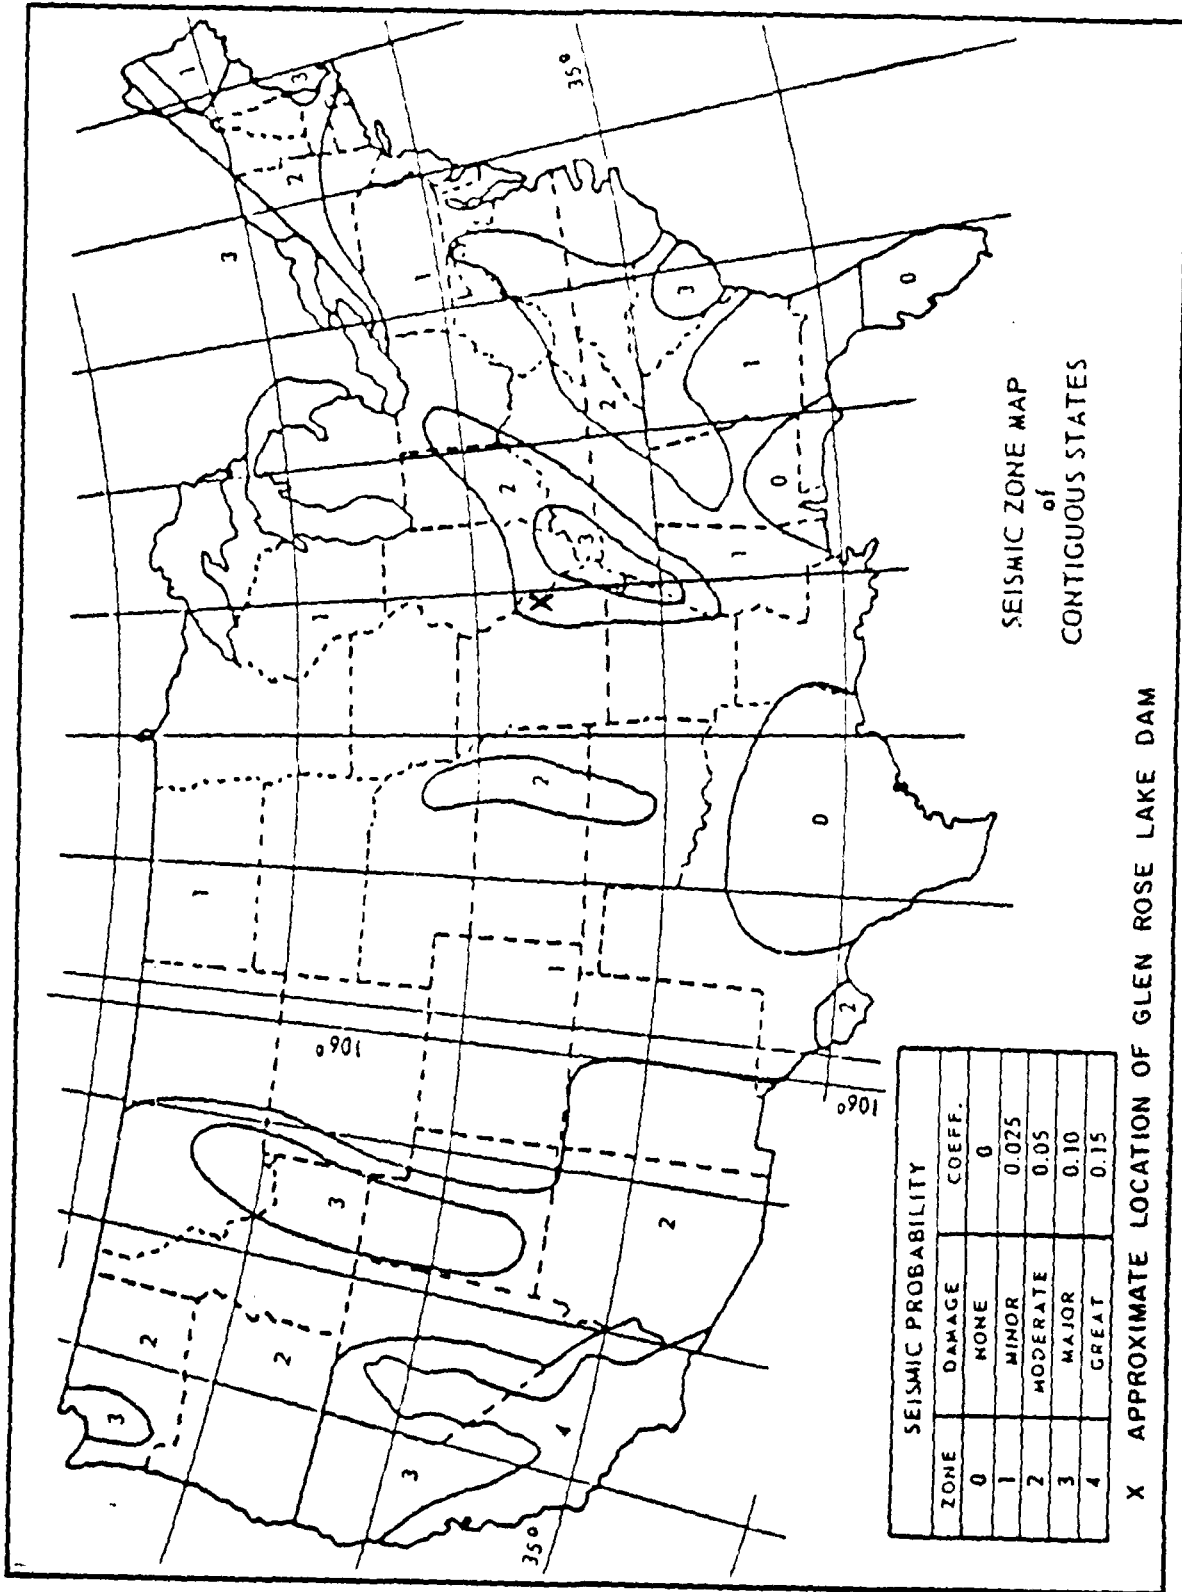 3
2
1
1
3
2
2
3
1
3
106°
3
1
2
35°
4
X
2
2
1
3
2
35°
2
3
1
1
0
0
2
106°
0
SEISMIC ZONE MAP
of
CONTIGUOUS STATES
SEISMIC PROBABILITY
ZONE DAMAGE COEFF.
0 NONE 0
1 MINOR 0.025
2 MODERATE 0.05
3 MAJOR 0.10
4 GREAT 0.15
X APPROXIMATE LOCATION OF GLEN ROSE LAKE DAM